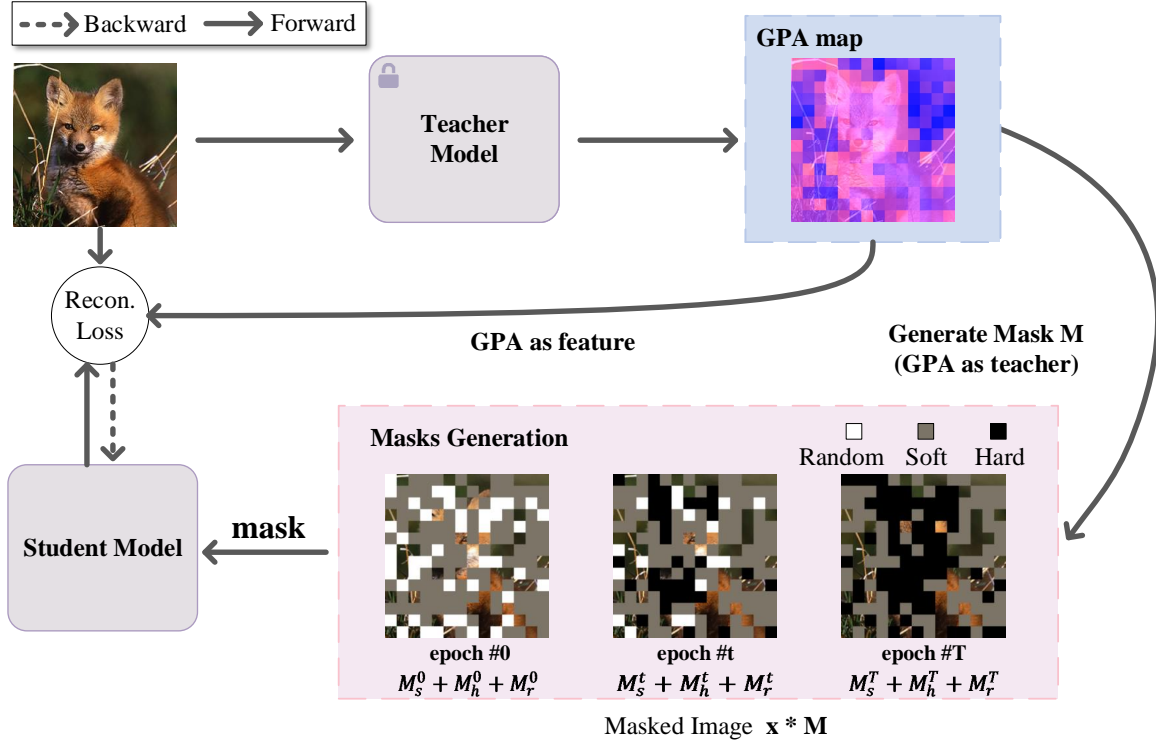 Backward
Forward
GPA map
Teacher
Model
Recon.
Loss
GPA as feature
Generate Mask M
(GPA as teacher)
Masks Generation
Random
Soft
Hard
Student Model
mask
epoch #0
epoch #t
epoch #T
$M_s^0 + M_h^0 + M_r^0$
$M_s^t + M_h^t + M_r^t$
$M_s^T + M_h^T + M_r^T$
Masked Image x * M